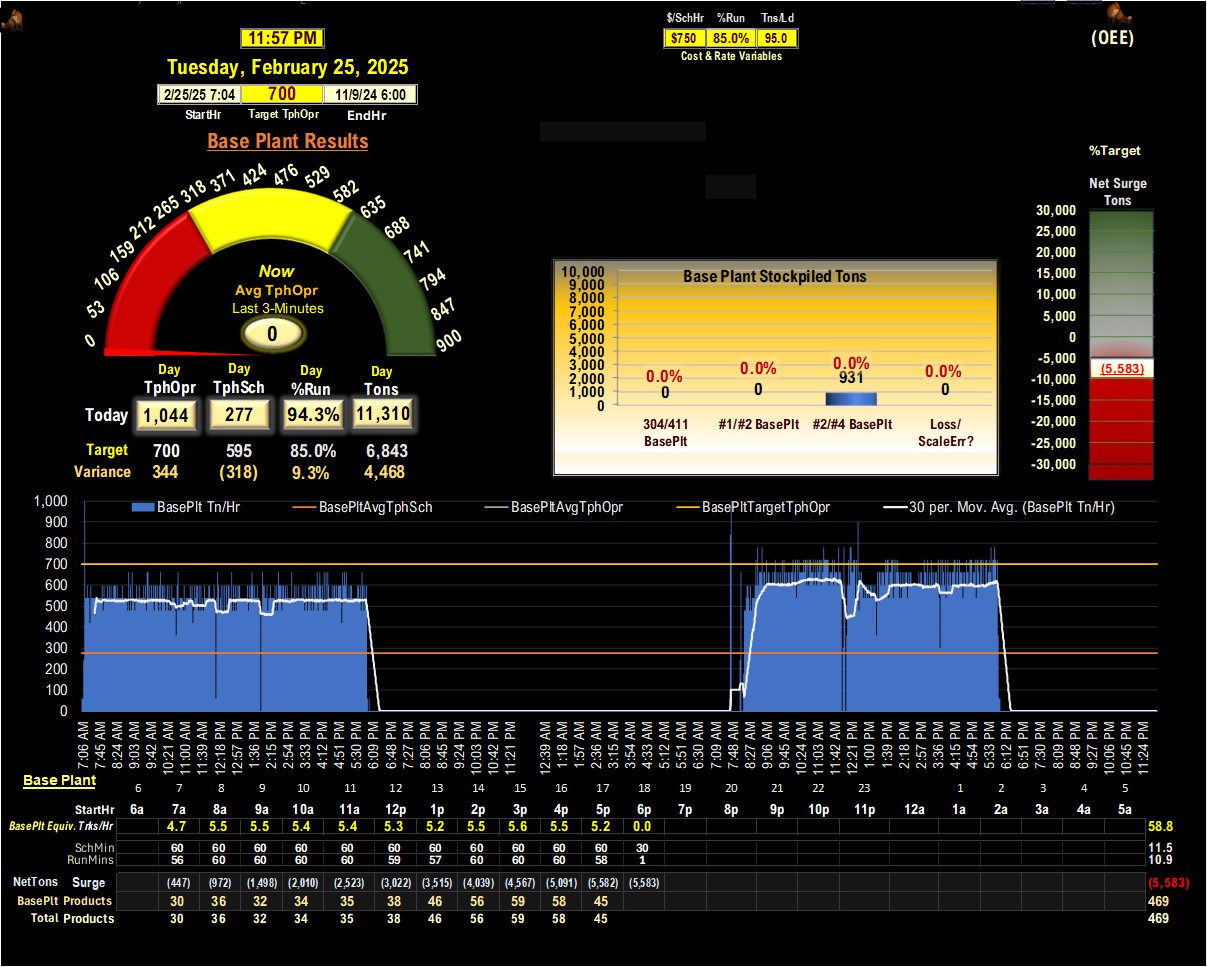 $/SchHr %Run Tns/Ld
$750 85.0% 95.0
Cost & Rate Variables
(OEE)
11:57 PM
Tuesday, February 25, 2025
2/25/25 7:04 700 11/9/24 6:00
StartHr Target TphOpr EndHr
Base Plant Results
0 53 106 159 212 265 318 371 424 476 529 582 635 688 741 794 847 900
Now
Avg TphOpr
Last 3-Minutes
0
Day Day Day Day
TphOpr TphSch %Run Tons
Today 1,044 277 94.3% 11,310
Target 700 595 85.0% 6,843
Variance 344 (318) 9.3% 4,468
Base Plant Stockpiled Tons
10,000
9,000
8,000
7,000
6,000
5,000
4,000
3,000
2,000
1,000
0
0.0% 0.0% 0.0% 0.0%
0 0 931 0
304/411 BasePlt
#1/#2 BasePlt
#2/#4 BasePlt
Loss/ ScaleErr?
%Target
Net Surge
Tons
30,000
25,000
20,000
15,000
10,000
5,000
0
-5,000
(5,583)
-10,000
-15,000
-20,000
-25,000
-30,000
BasePlt Tn/Hr BasePltAvgTphSch BasePltAvgTphOpr BasePltTargetTphOpr 30 per. Mov. Avg. (BasePlt Tn/Hr)
1,000
900
800
700
600
500
400
300
200
100
0
7:06 AM 7:45 AM 8:24 AM 9:03 AM 9:42 AM 10:21 AM 11:00 AM 11:39 AM 12:18 PM 12:57 PM 1:36 PM 2:15 PM 2:54 PM 3:33 PM 4:12 PM 4:51 PM 5:30 PM 6:09 PM 6:48 PM 7:27 PM 8:06 PM 8:45 PM 9:24 PM 10:03 PM 10:42 PM 11:21 PM 12:39 AM 1:18 AM 1:57 AM 2:36 AM 3:15 AM 3:54 AM 4:33 AM 5:12 AM 5:51 AM 6:30 AM 7:09 AM 7:48 AM 8:27 AM 9:06 AM 9:45 AM 10:24 AM 11:03 AM 11:42 AM 12:21 PM 1:00 PM 1:39 PM 2:18 PM 2:57 PM 3:36 PM 4:15 PM 4:54 PM 5:33 PM 6:12 PM 6:51 PM 7:30 PM 8:09 PM 8:48 PM 9:27 PM 10:06 PM 10:45 PM 11:24 PM
Base Plant
6 7 8 9 10 11 12 13 14 15 16 17 18 19 20 21 22 23 1 2 3 4 5
StartHr 6a 7a 8a 9a 10a 11a 12p 1p 2p 3p 4p 5p 6p 7p 8p 9p 10p 11p 12a 1a 2a 3a 4a 5a
BasePlt Equiv. Trks/Hr 4.7 5.5 5.5 5.4 5.4 5.3 5.2 5.5 5.6 5.5 5.2 0.0 58.8
SchMin 60 60 60 60 60 60 60 60 60 60 60 30 11.5
RunMins 56 60 60 60 60 59 57 60 60 60 58 1 10.9
NetTons Surge (447) (972) (1,498) (2,010) (2,523) (3,022) (3,515) (4,039) (4,567) (5,091) (5,582) (5,583) (5,583)
BasePlt Products 30 36 32 34 35 38 46 56 59 58 45 469
Total Products 30 36 32 34 35 38 46 56 59 58 45 469